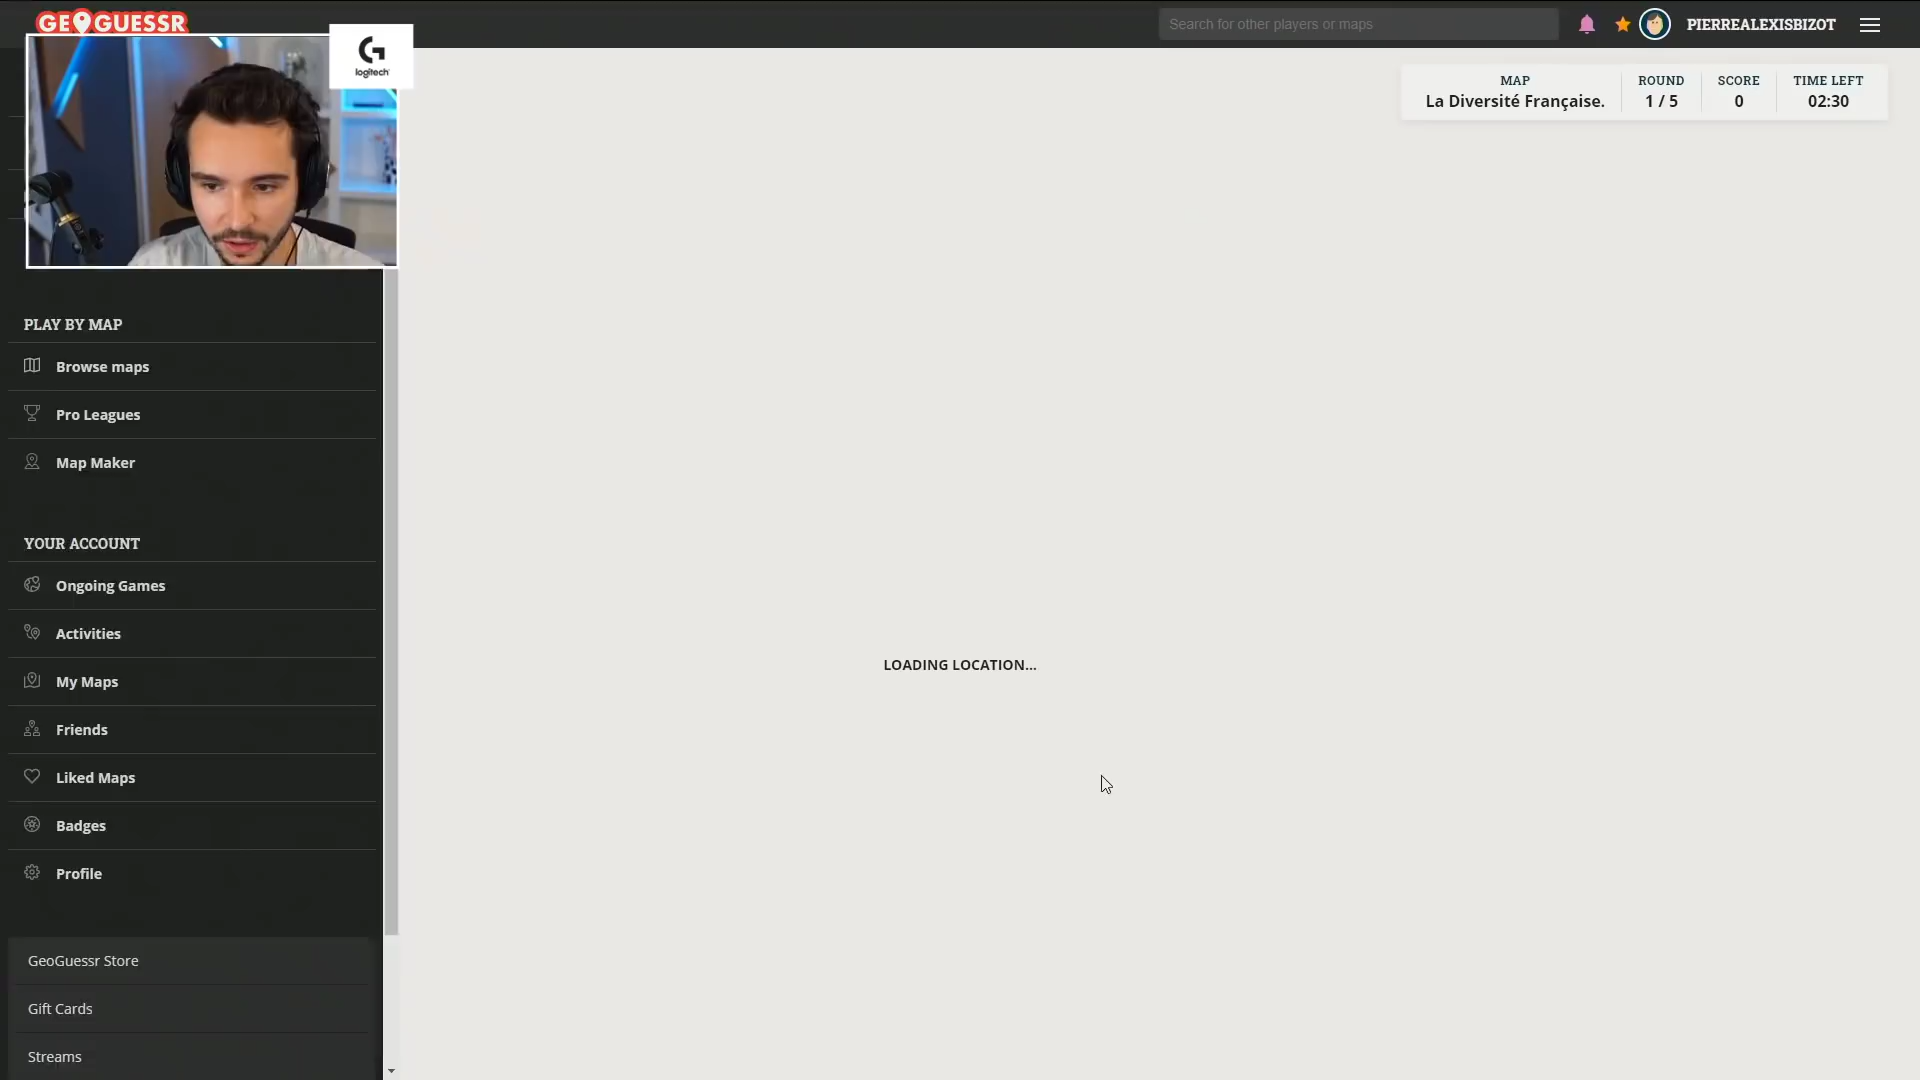 GEOGUESSR
Search for other players or maps
PIERREALEXISBIZOT
logitech
MAP
La Diversité Française.
ROUND
1 / 5
SCORE
0
TIME LEFT
02:30
PLAY BY MAP
Browse maps
Pro Leagues
Map Maker
YOUR ACCOUNT
Ongoing Games
Activities
My Maps
Friends
Liked Maps
Badges
Profile
GeoGuessr Store
Gift Cards
Streams
LOADING LOCATION...